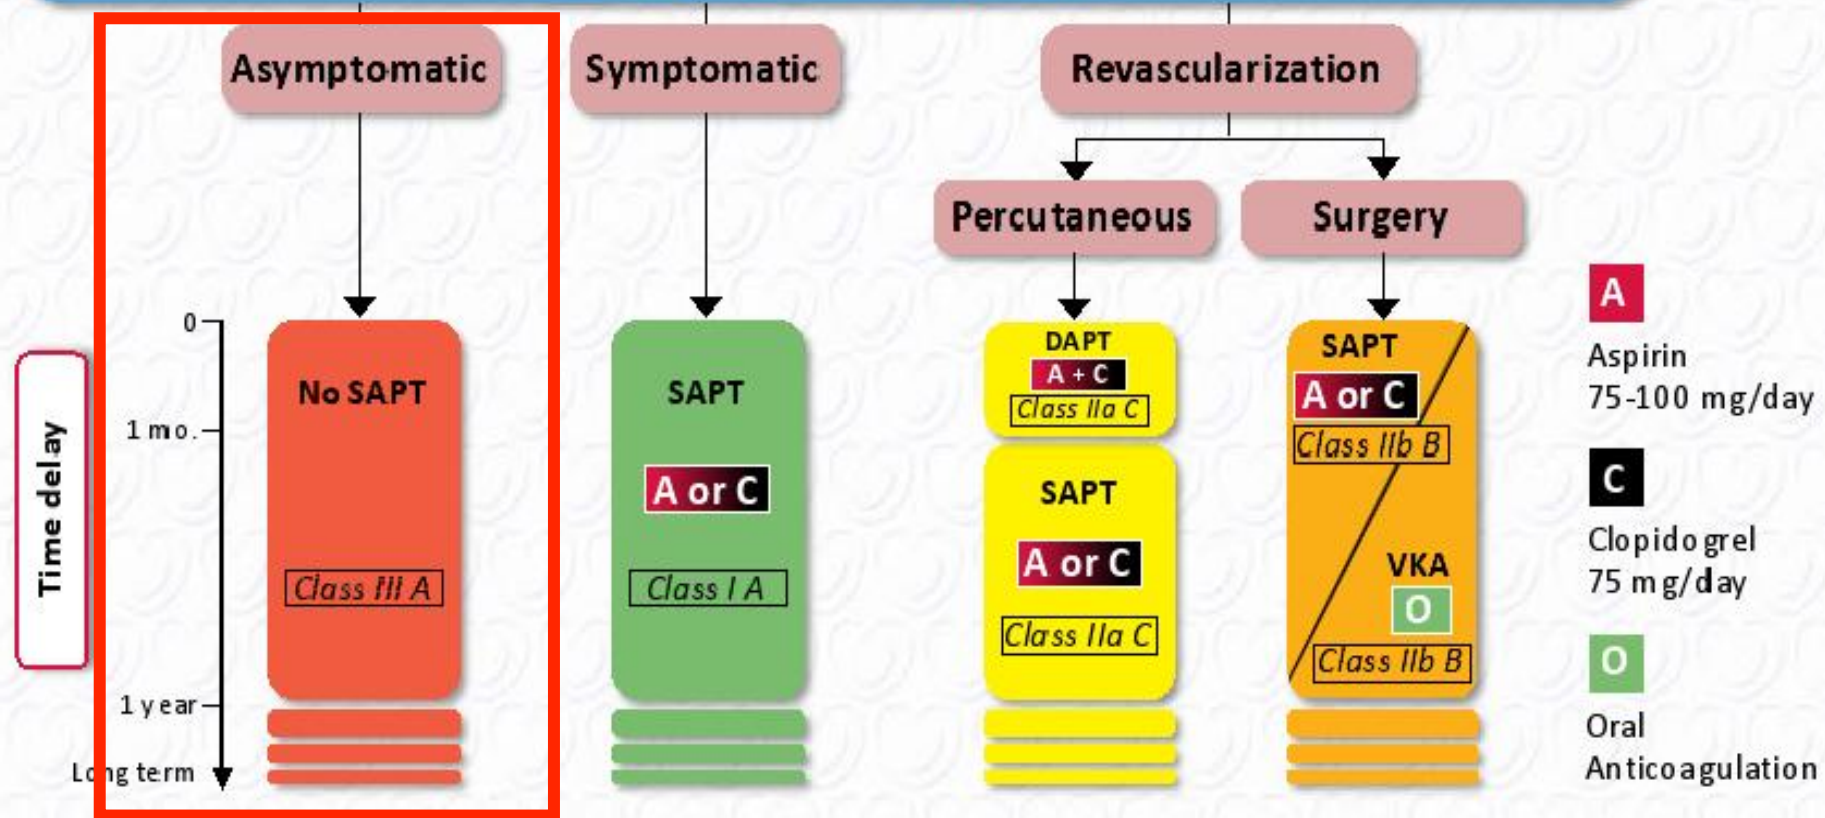 Asymptomatic
Symptomatic
Revascularization
Percutaneous
Surgery
Time delay
0
1 mo.
1 year
Long term
No SAPT
Class III A
SAPT
A or C
Class I A
DAPT
A + C
Class IIa C
SAPT
A or C
Class IIa C
SAPT
A or C
Class IIb B
VKA
O
Class IIb B
A
Aspirin
75-100 mg/day
C
Clopidogrel
75 mg/day
O
Oral
Anticoagulation